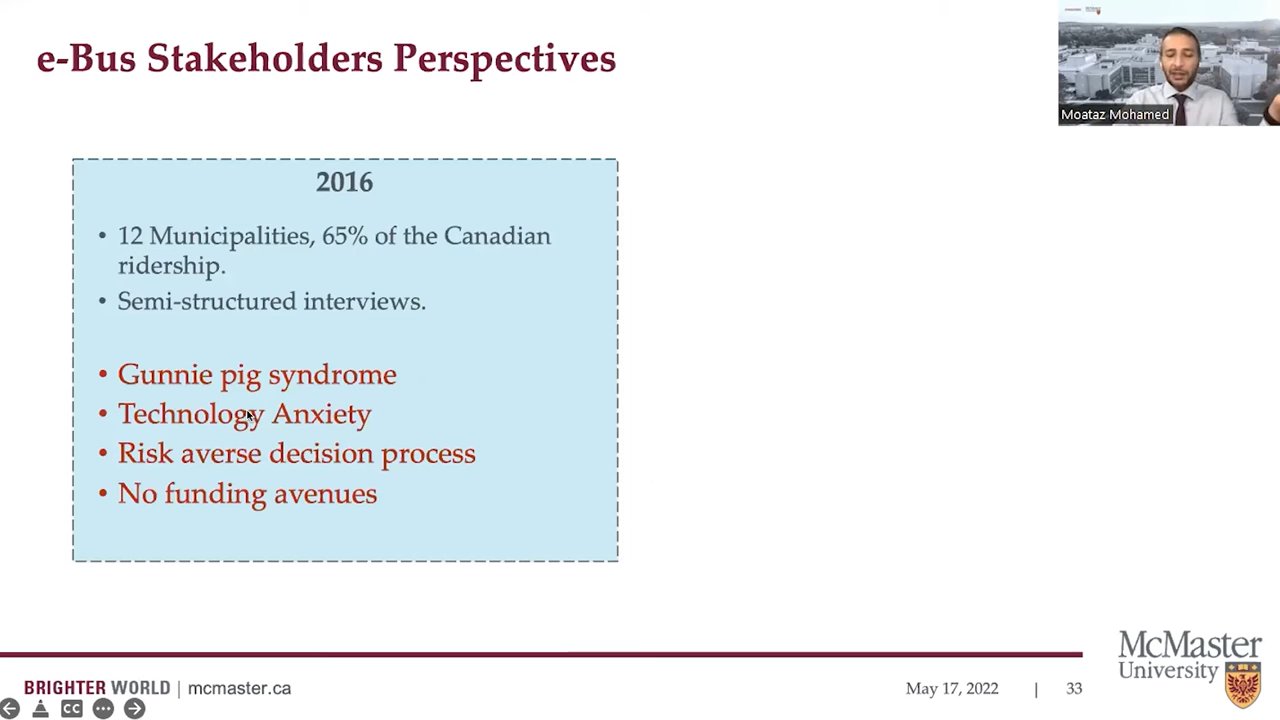 e-Bus Stakeholders Perspectives
Moataz Mohamed
2016
• 12 Municipalities, 65% of the Canadian
ridership.
• Semi-structured interviews.
• Gunnie pig syndrome
• Technology Anxiety
• Risk averse decision process
• No funding avenues
McMaster
University
BRIGHTER WORLD | mcmaster.ca
May 17, 2022 | 33
CC